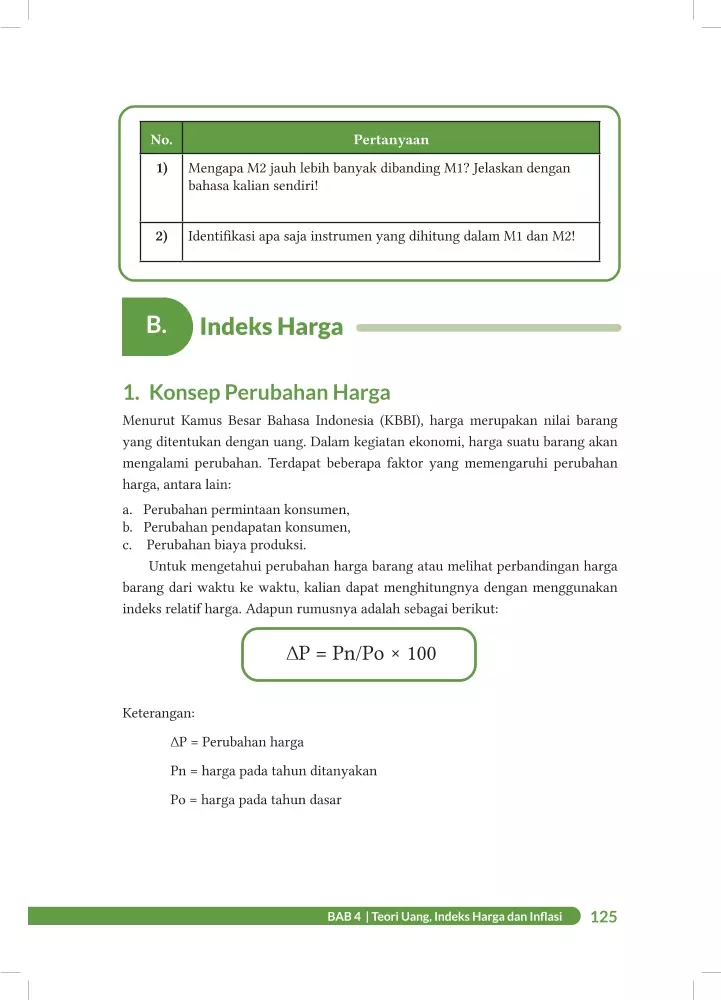 No. Pertanyaan
1) Mengapa M2 jauh lebih banyak dibanding M1? Jelaskan dengan
bahasa kalian sendiri!
2) Identifikasi apa saja instrumen yang dihitung dalam M1 dan M2!
B. Indeks Harga
1. Konsep Perubahan Harga
Menurut Kamus Besar Bahasa Indonesia (KBBI), harga merupakan nilai barang
yang ditentukan dengan uang. Dalam kegiatan ekonomi, harga suatu barang akan
mengalami perubahan. Terdapat beberapa faktor yang memengaruhi perubahan
harga, antara lain:
a. Perubahan permintaan konsumen,
b. Perubahan pendapatan konsumen,
c. Perubahan biaya produksi.
Untuk mengetahui perubahan harga barang atau melihat perbandingan harga
barang dari waktu ke waktu, kalian dapat menghitungnya dengan menggunakan
indeks relatif harga. Adapun rumusnya adalah sebagai berikut:
∆P = Pn/Po × 100
Keterangan:
∆P = Perubahan harga
Pn = harga pada tahun ditanyakan
Po = harga pada tahun dasar
BAB 4 | Teori Uang, Indeks Harga dan Inflasi 125